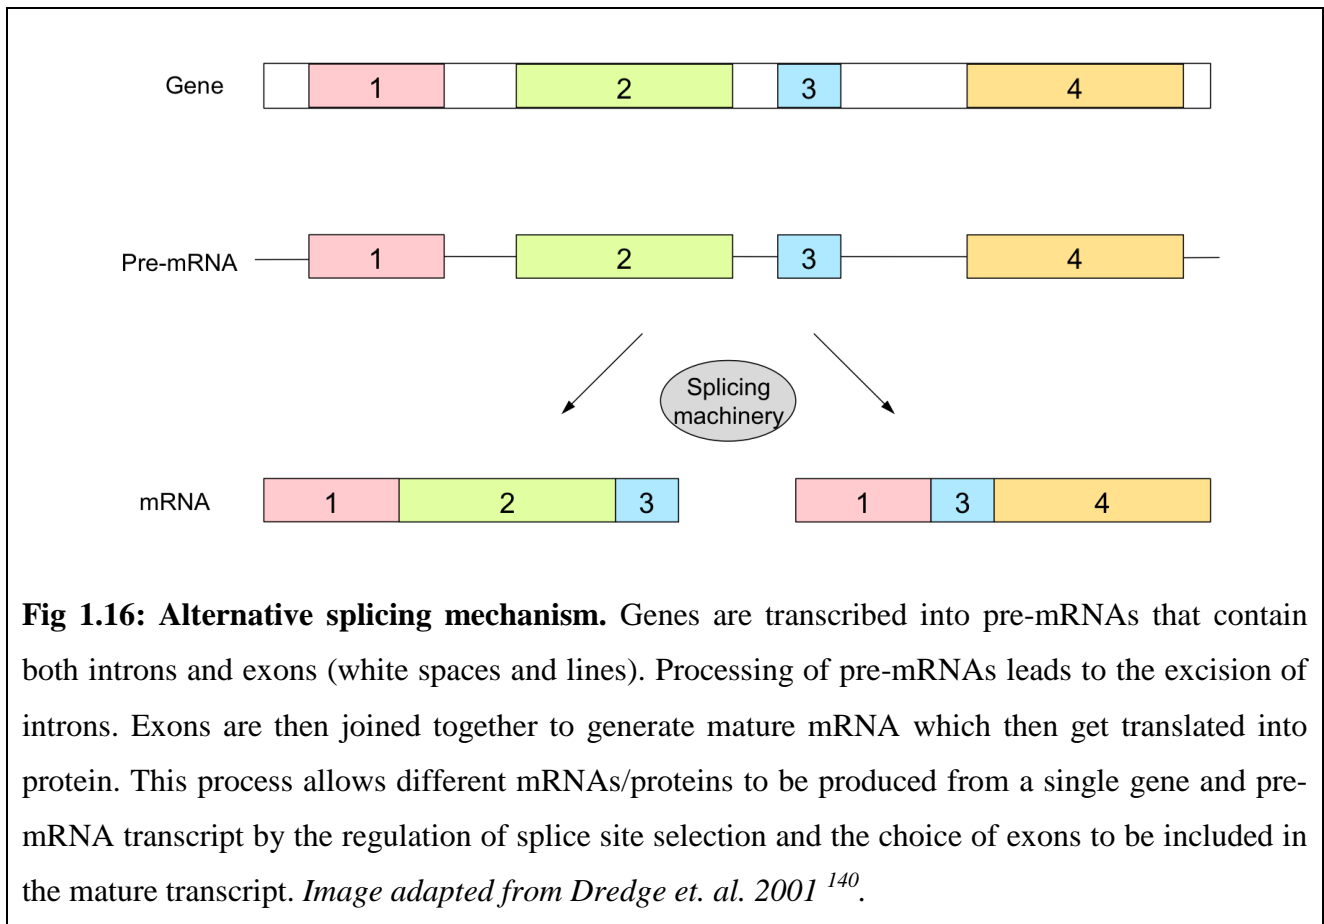 Gene 1 2 3 4
Pre-mRNA 1 2 3 4
Splicing
machinery
mRNA 1 2 3 1 3 4
Fig 1.16: Alternative splicing mechanism. Genes are transcribed into pre-mRNAs that contain
both introns and exons (white spaces and lines). Processing of pre-mRNAs leads to the excision of
introns. Exons are then joined together to generate mature mRNA which then get translated into
protein. This process allows different mRNAs/proteins to be produced from a single gene and pre-
mRNA transcript by the regulation of splice site selection and the choice of exons to be included in
the mature transcript. Image adapted from Dredge et. al. 2001 140.